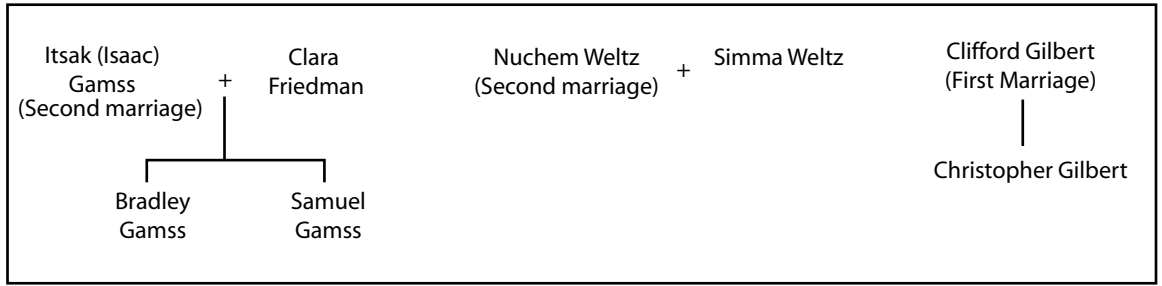 Itsak (Isaac)
Gamss
(Second marriage)
+
Clara
Friedman
Bradley
Gamss
Samuel
Gamss
Nuchem Weltz
(Second marriage)
+
Simma Weltz
Clifford Gilbert
(First Marriage)
Christopher Gilbert